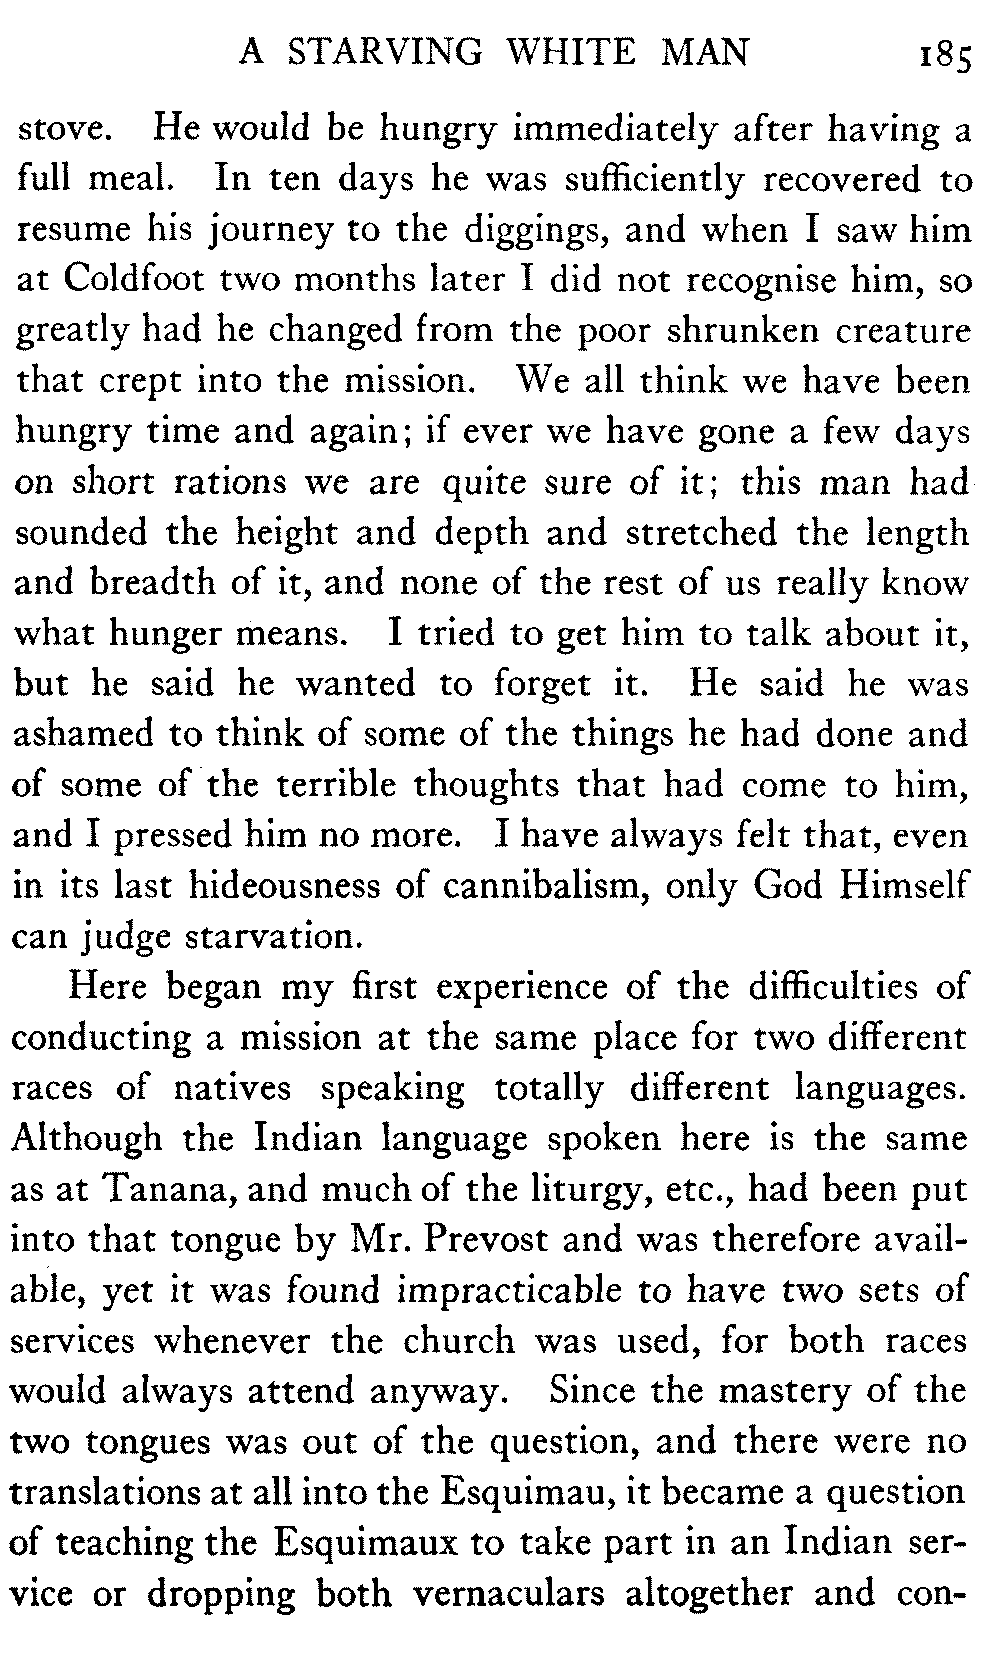 A STARVING WHITE MAN 185
stove. He would be hungry immediately after having a
full meal. In ten days he was sufficiently recovered to
resume his journey to the diggings, and when I saw him
at Coldfoot two months later I did not recognise him, so
greatly had he changed from the poor shrunken creature
that crept into the mission. We all think we have been
hungry time and again; if ever we have gone a few days
on short rations we are quite sure of it; this man had
sounded the height and depth and stretched the length
and breadth of it, and none of the rest of us really know
what hunger means. I tried to get him to talk about it,
but he said he wanted to forget it. He said he was
ashamed to think of some of the things he had done and
of some of the terrible thoughts that had come to him,
and I pressed him no more. I have always felt that, even
in its last hideousness of cannibalism, only God Himself
can judge starvation.
Here began my first experience of the difficulties of
conducting a mission at the same place for two different
races of natives speaking totally different languages.
Although the Indian language spoken here is the same
as at Tanana, and much of the liturgy, etc., had been put
into that tongue by Mr. Prevost and was therefore avail-
able, yet it was found impracticable to have two sets of
services whenever the church was used, for both races
would always attend anyway. Since the mastery of the
two tongues was out of the question, and there were no
translations at all into the Esquimau, it became a question
of teaching the Esquimaux to take part in an Indian ser-
vice or dropping both vernaculars altogether and con-